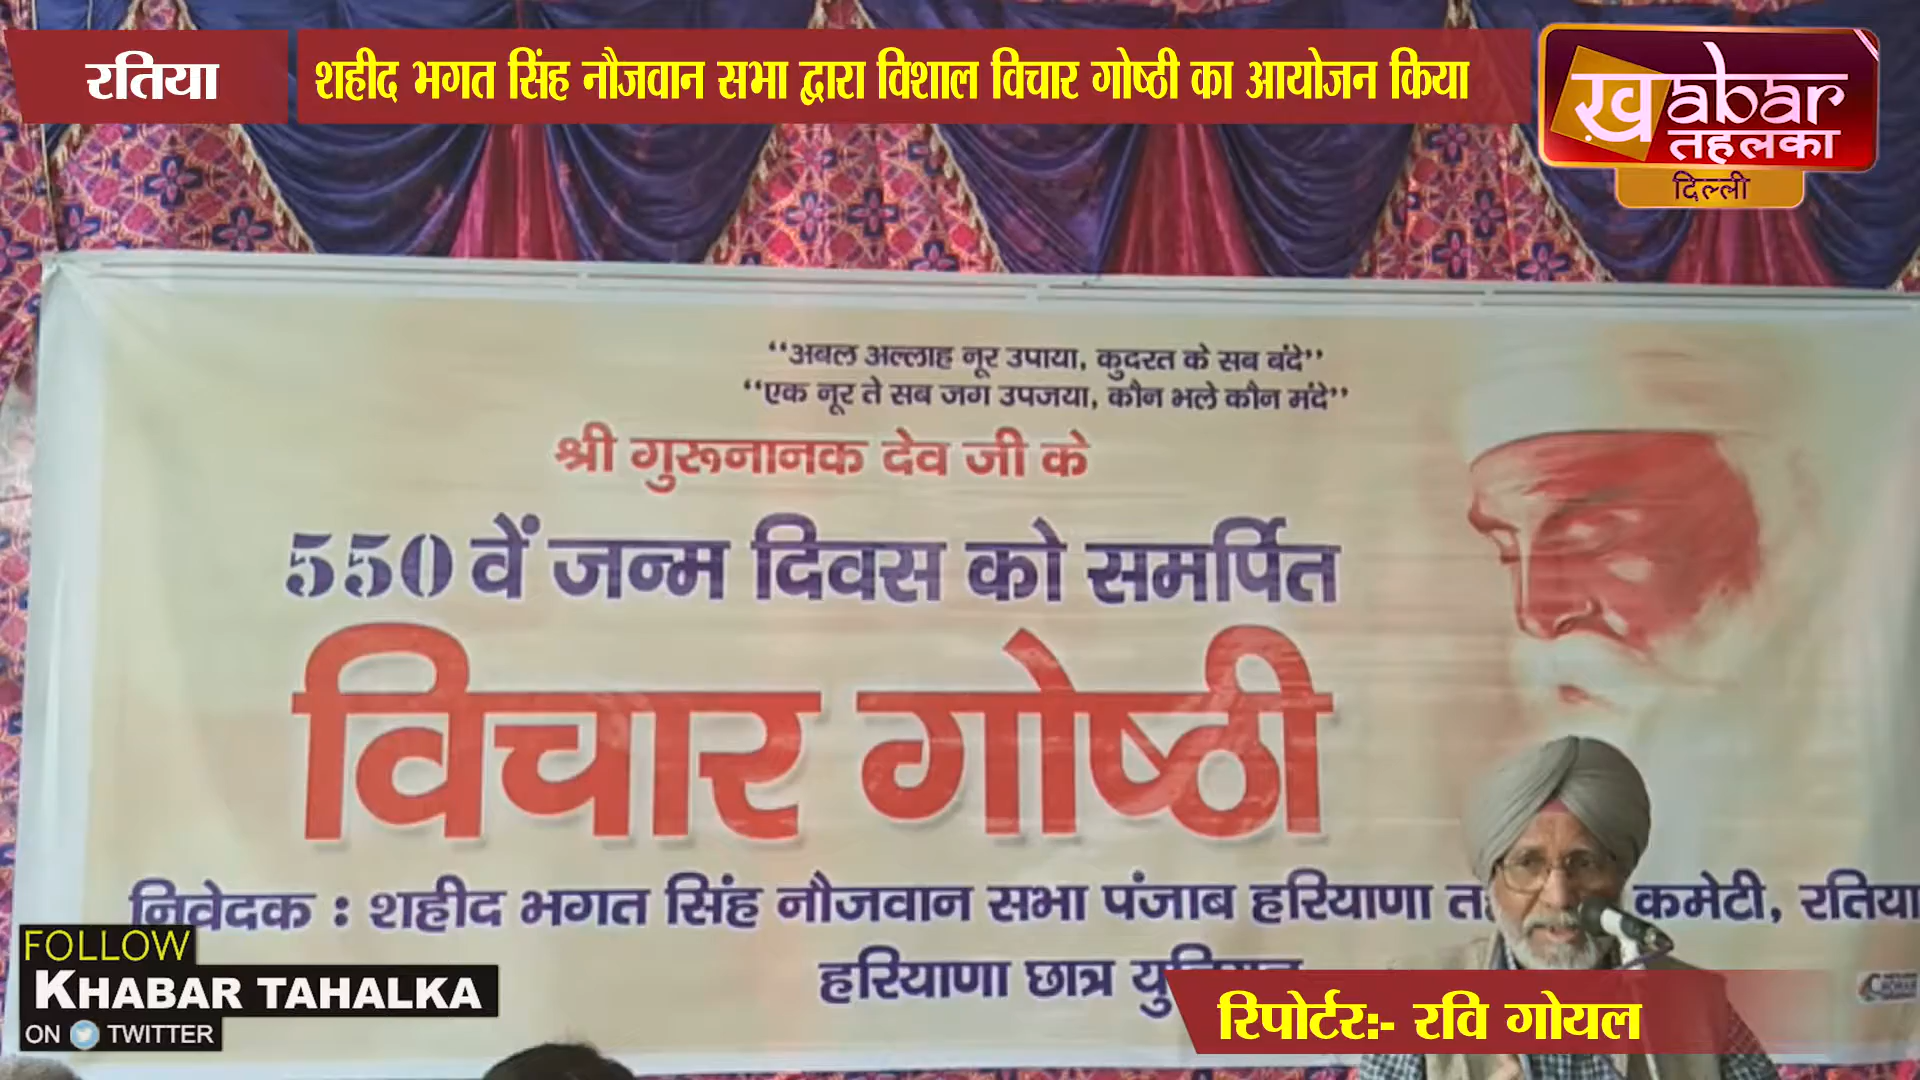 रतिया
शहीद भगत सिंह नौजवान सभा द्वारा विशाल विचार गोष्ठी का आयोजन किया
ख़abar
तहलका
दिल्ली
“अबल अल्लाह नूर उपाया, कुदरत के सब बंदे”
“एक नूर ते सब जग उपजया, कौन भले कौन मंदे”
श्री गुरूनानक देव जी के
550 वें जन्म दिवस को समर्पित
विचार गोष्ठी
निवेदक : शहीद भगत सिंह नौजवान सभा पंजाब हरियाणा कमेटी, रतिया
हरियाणा छात्र
FOLLOW
KHABAR TAHALKA
ON TWITTER
रिपोर्टर:- रवि गोयल